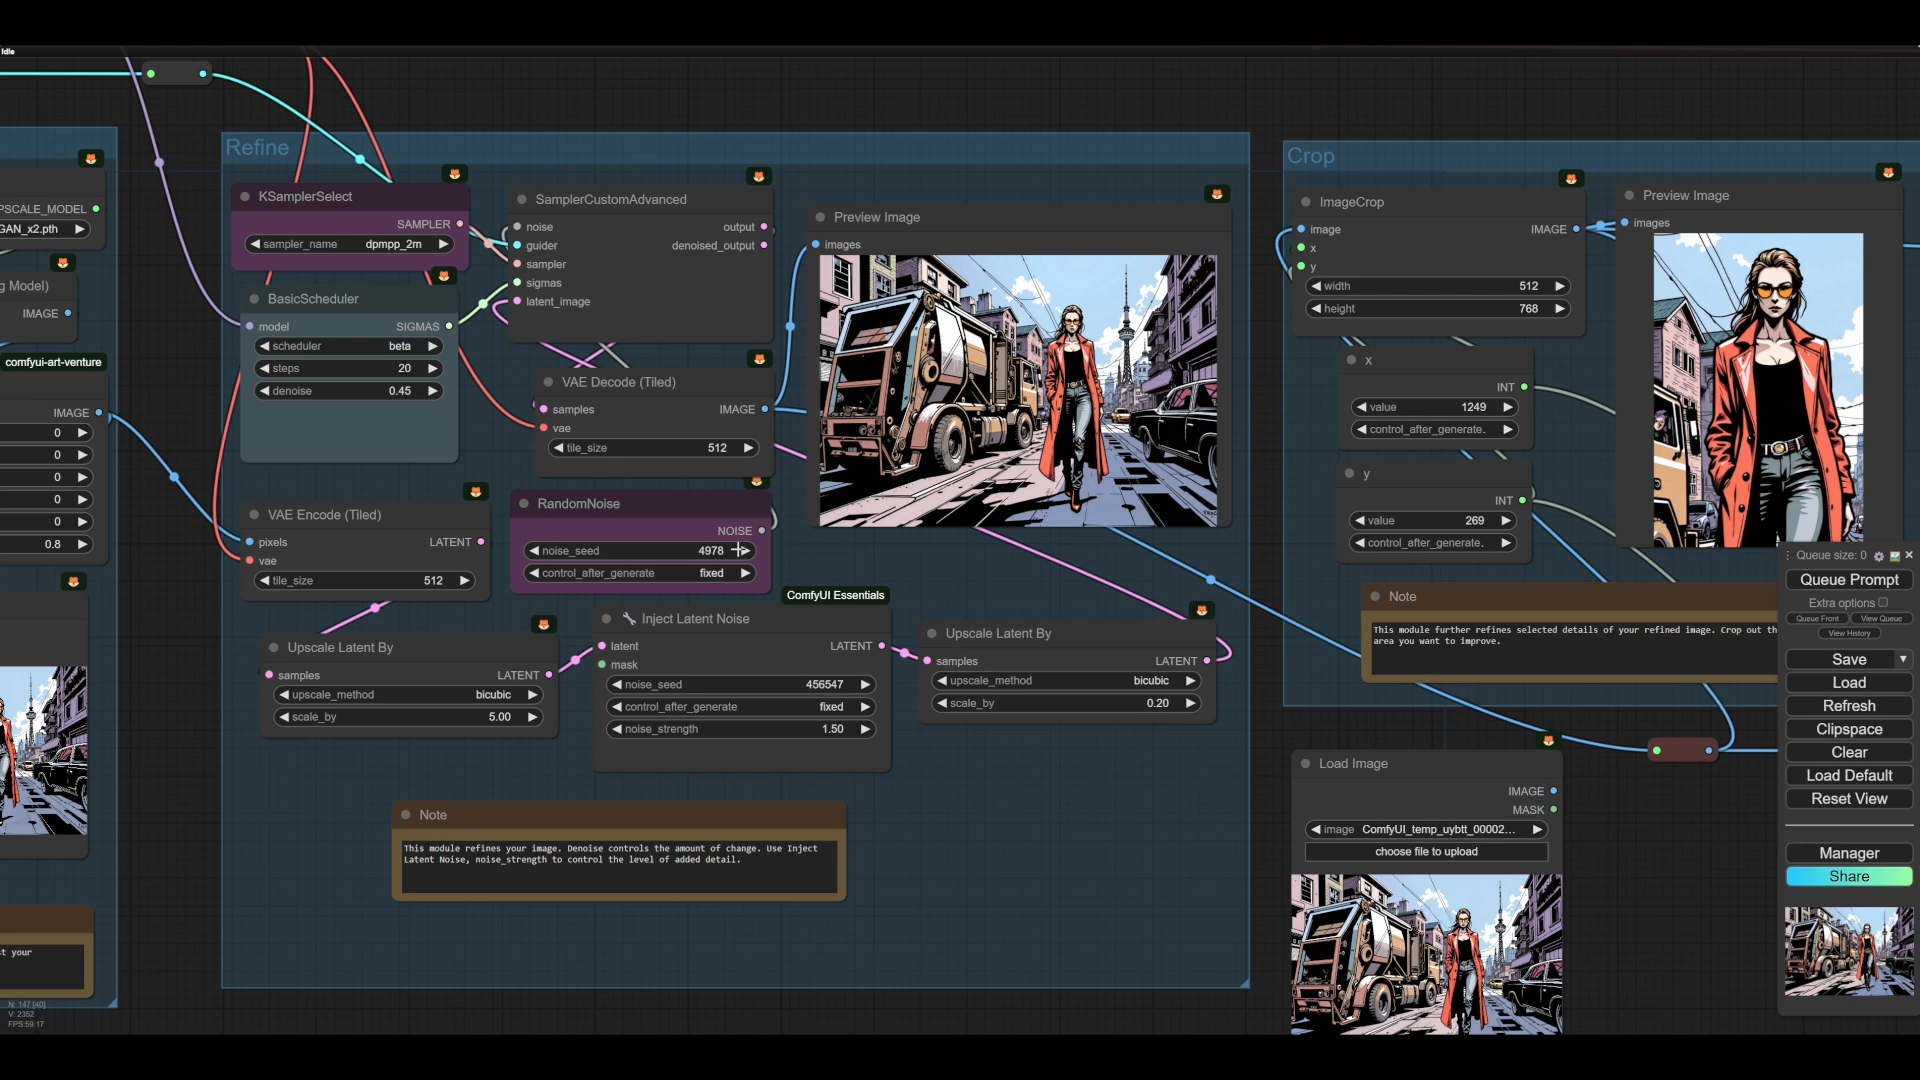 Idle
PSCALE_MODEL
GAN_x2.pth
g Model)
IMAGE
comfyui-art-venture
IMAGE
0
0
0
0
0
0.8
t your
N: 147 [40]
V: 2352
FPS:59.17
Refine
KSamplerSelect
SAMPLER
sampler_name dpmpp_2m
BasicScheduler
model SIGMAS
scheduler beta
steps 20
denoise 0.45
SamplerCustomAdvanced
noise output
guider denoised_output
sampler
sigmas
latent_image
VAE Decode (Tiled)
samples IMAGE
vae
tile_size 512
Preview Image
images
VAE Encode (Tiled)
pixels LATENT
vae
tile_size 512
RandomNoise
NOISE
noise_seed 4978
control_after_generate fixed
Upscale Latent By
samples LATENT
upscale_method bicubic
scale_by 5.00
ComfyUI Essentials
Inject Latent Noise
latent LATENT
mask
noise_seed 456547
control_after_generate fixed
noise_strength 1.50
Upscale Latent By
samples LATENT
upscale_method bicubic
scale_by 0.20
Note
This module refines your image. Denoise controls the amount of change. Use Inject
Latent Noise, noise_strength to control the level of added detail.
Crop
ImageCrop
image IMAGE
x
y
width 512
height 768
x
INT
value 1249
control_after_generate.
y
INT
value 269
control_after_generate.
Preview Image
images
Note
This module further refines selected details of your refined image. Crop out th
area you want to improve.
Load Image
IMAGE
MASK
image ComfyUI_temp_uybtt_00002...
choose file to upload
Queue size: 0
Queue Prompt
Extra options
Queue Front View Queue
View History
Save
Load
Refresh
Clipspace
Clear
Load Default
Reset View
Manager
Share